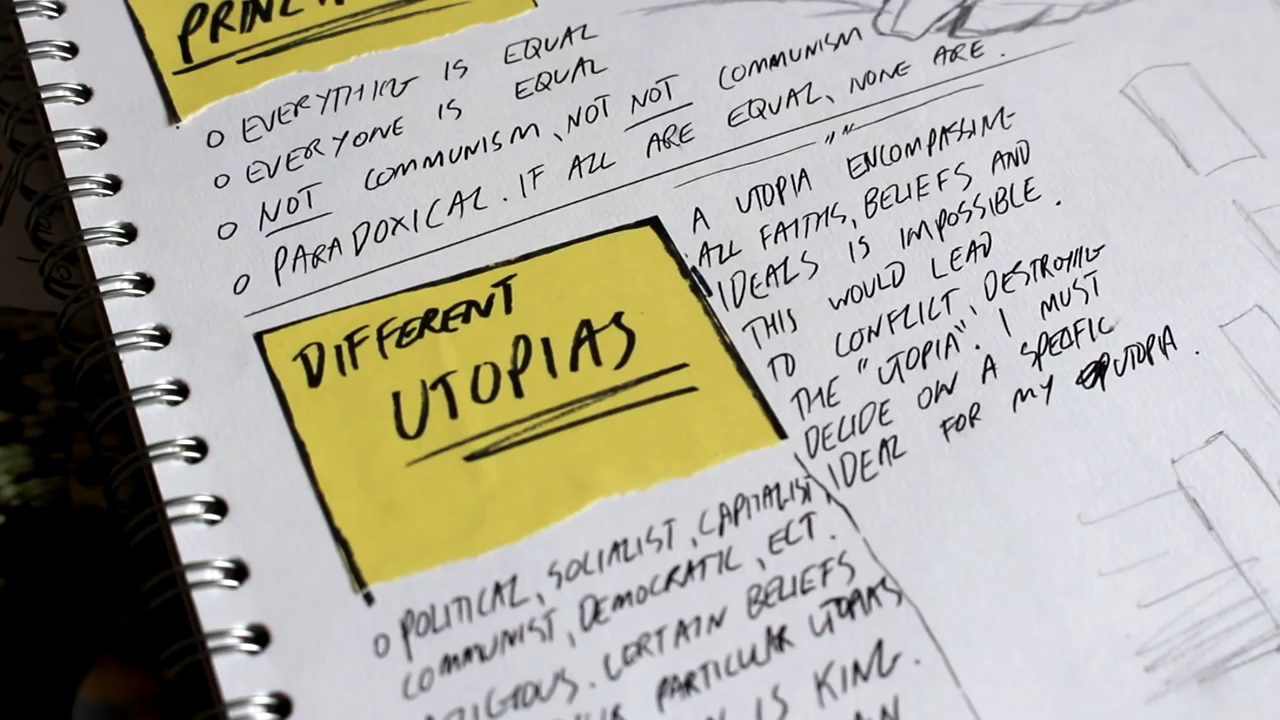 EVERYTHING IS EQUAL
EVERYONE IS EQUAL
NOT COMMUNISM, NOT NOT COMMUNISM
PARADOXICAL. IF ALL ARE EQUAL, NONE ARE.
DIFFERENT
UTOPIAS
A UTOPIA ENCOMPASSING
ALL FAITHS, BELIEFS AND
IDEALS IS IMPOSSIBLE.
THIS WOULD LEAD
TO CONFLICT, DESTROYING
THE "UTOPIA". I MUST
DECIDE ON A SPECIFIC
IDEAL FOR MY UTOPIA.
POLITICAL, SOCIALIST, CAPITALIST,
COMMUNIST, DEMOCRATIC, ECT.
CERTAIN BELIEFS
PARTICULAR UTOPIAS
IS KING.